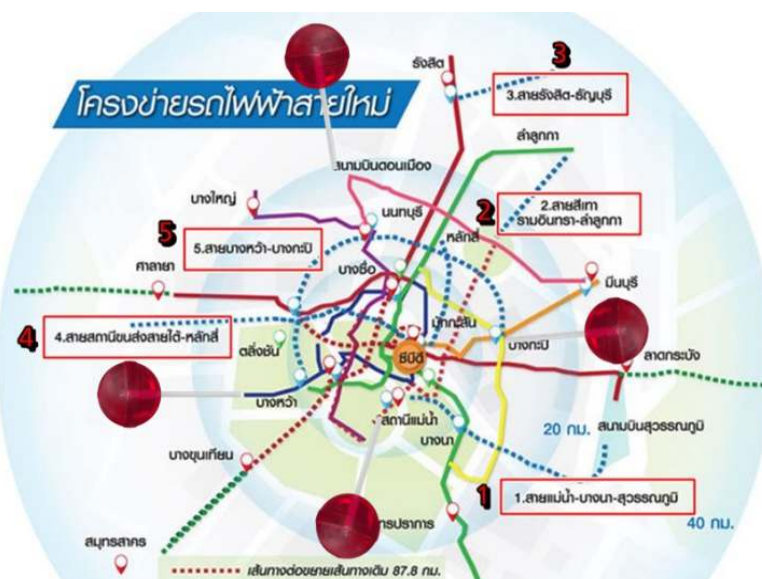 โครงข่ายรถไฟฟ้าสายใหม่
รังสิต
3
3.สายรังสิต-ธัญบุรี
ลำลูกกา
สนามบินดอนเมือง
บางใหญ่
นนทบุรี
2
2.สายสีเทา
รามอินทรา-ลำลูกกา
หลักสี่
5
5.สายบางหว้า-บางกะปิ
บางซื่อ
ศาลายา
มีนบุรี
มักกะสัน
4
4.สายสถานีขนส่งสายใต้-หลักสี่
ตลิ่งชัน
ซีบีดี
บางกะปิ
ลาดกระบัง
บางหว้า
สถานีแม่น้ำ
บางนา
20 กม.
สนามบินสุวรรณภูมิ
บางขุนเทียน
1
1.สายแม่น้ำ-บางนา-สุวรรณภูมิ
40 กม.
ทรปราการ
สมุทรสาคร
เส้นทางต่อขยายเส้นทางเดิม 87.8 กม.